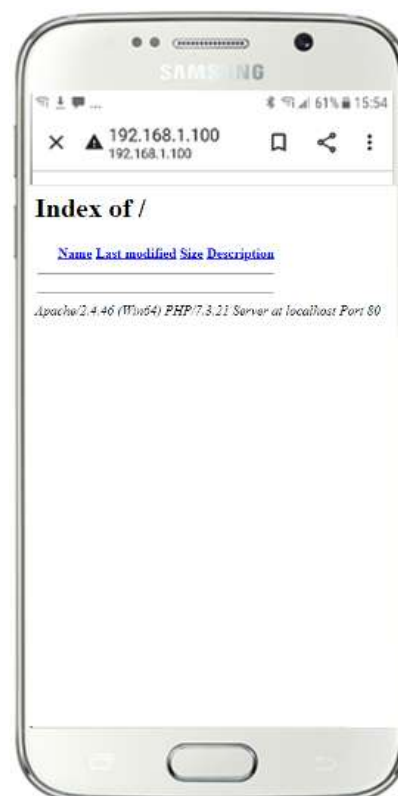 SAMSUNG
... 61% 15:54
192.168.1.100
192.168.1.100
Index of /
Name Last modified Size Description
Apache/2.4.46 (Win64) PHP/7.3.21 Server at localhost Port 80